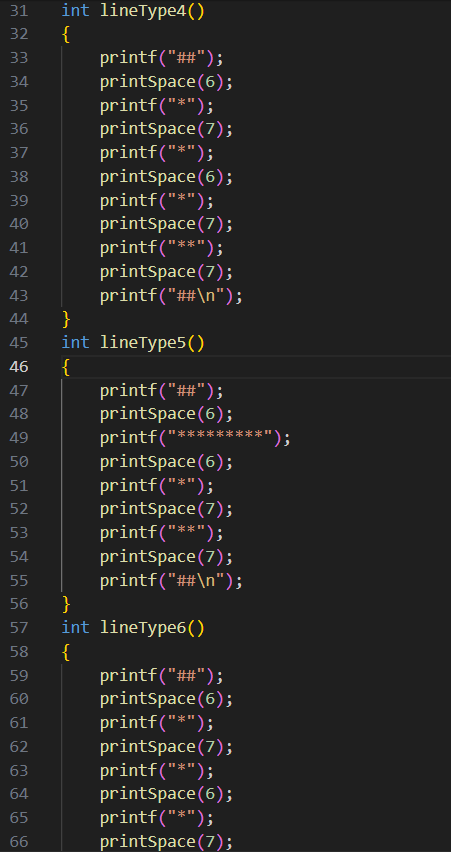 31 int lineType4()
32 {
33     printf("##");
34     printSpace(6);
35     printf("*");
36     printSpace(7);
37     printf("*");
38     printSpace(6);
39     printf("*");
40     printSpace(7);
41     printf("**");
42     printSpace(7);
43     printf("##\n");
44 }
45 int lineType5()
46 {
47     printf("##");
48     printSpace(6);
49     printf("*********");
50     printSpace(6);
51     printf("*");
52     printSpace(7);
53     printf("**");
54     printSpace(7);
55     printf("##\n");
56 }
57 int lineType6()
58 {
59     printf("##");
60     printSpace(6);
61     printf("*");
62     printSpace(7);
63     printf("*");
64     printSpace(6);
65     printf("*");
66     printSpace(7);